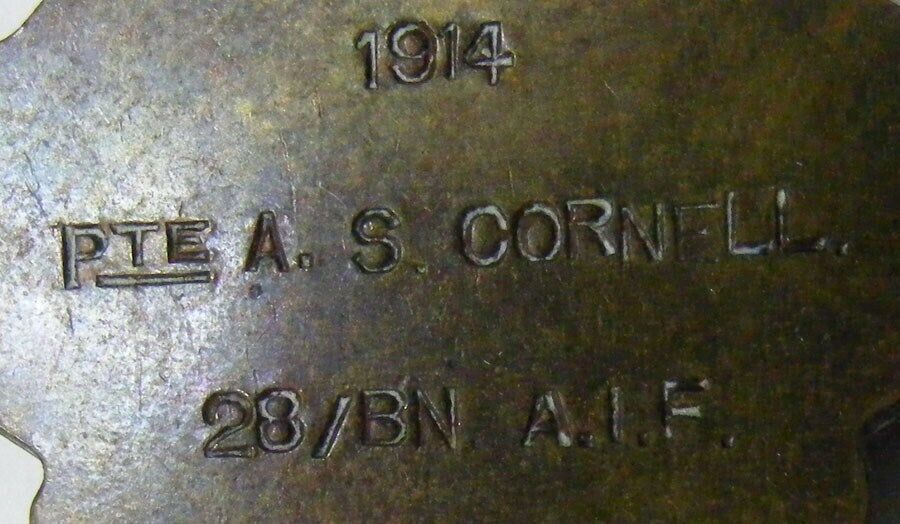 1914
PTE A. S. CORNELL.
28/BN A.I.F.